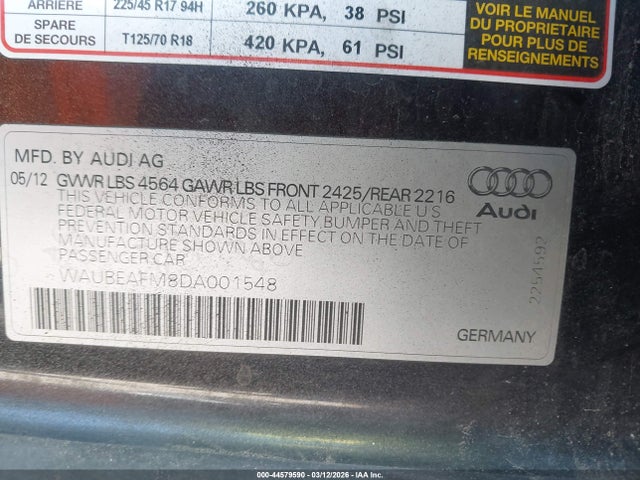 ARRIÈRE 225/45 R17 94H 260 KPA, 38 PSI
SPARE
DE SECOURS T125/70 R18 420 KPA, 61 PSI
VOIR LE MANUEL
DU PROPRIETAIRE
POUR PLUS DE
RENSEIGNEMENTS
MFD. BY AUDI AG
05/12 GVWR LBS 4564 GAWR LBS FRONT 2425/REAR 2216
THIS VEHICLE CONFORMS TO ALL APPLICABLE U S
FEDERAL MOTOR VEHICLE SAFETY, BUMPER AND THEFT
PREVENTION STANDARDS IN EFFECT ON THE DATE OF
MANUFACTURE SHOWN ABOVE
PASSENGER CAR
WAUBEAFM8DA001548
Audi
2254592
GERMANY
000-44579590 - 03/12/2026 - IAA Inc.